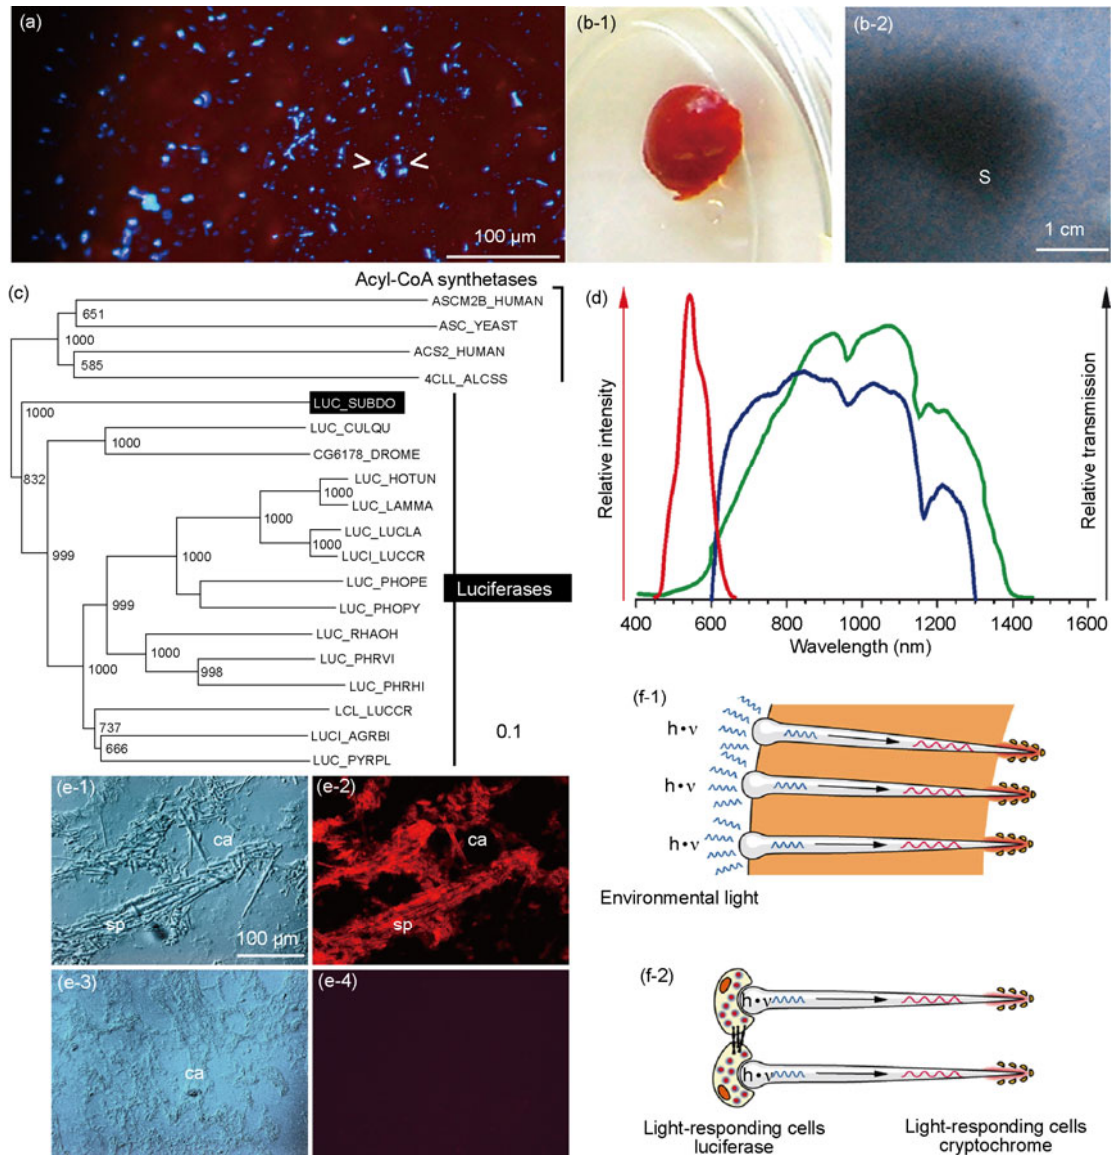 (a)
> <
100 µm
(b-1)
(b-2)
S
1 cm
(c)
Acyl-CoA synthetases
ASCM2B_HUMAN
651
ASC_YEAST
1000
ACS2_HUMAN
585
4CLL_ALCSS
1000
LUC_SUBDO
LUC_CULQU
1000
CG6178_DROME
832
LUC_HOTUN
1000
LUC_LAMMA
1000
LUC_LUCLA
1000
LUCI_LUCCR
1000
999
LUC_PHOPE
Luciferases
999
LUC_PHOPY
LUC_RHAOH
1000
LUC_PHRVI
1000
998
LUC_PHRHI
LCL_LUCCR
737
0.1
LUCI_AGRBI
666
LUC_PYRPL
(d)
Relative intensity
Relative transmission
400 600 800 1000 1200 1400 1600
Wavelength (nm)
(e-1)
ca
sp
100 µm
(e-2)
ca
sp
(e-3)
ca
(e-4)
(f-1)
h•ν
h•ν
h•ν
Environmental light
(f-2)
h•ν
h•ν
Light-responding cells
luciferase
Light-responding cells
cryptochrome